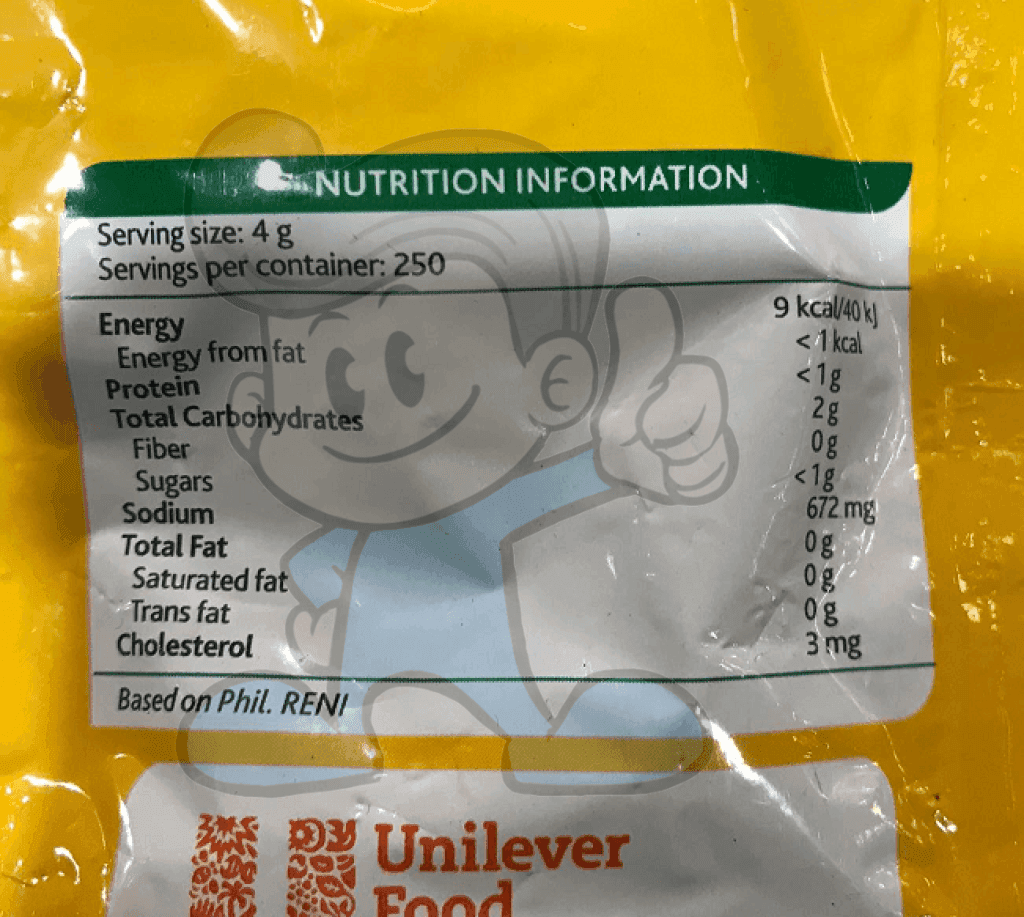 NUTRITION INFORMATION
Serving size: 4 g
Servings per container: 250
Energy 9 kcal/40 kJ
Energy from fat < 1 kcal
Protein < 1g
Total Carbohydrates 2g
Fiber 0g
Sugars < 1g
Sodium 672 mg
Total Fat 0g
Saturated fat 0g
Trans fat 0g
Cholesterol 3 mg
Based on Phil. RENI
Unilever
Food